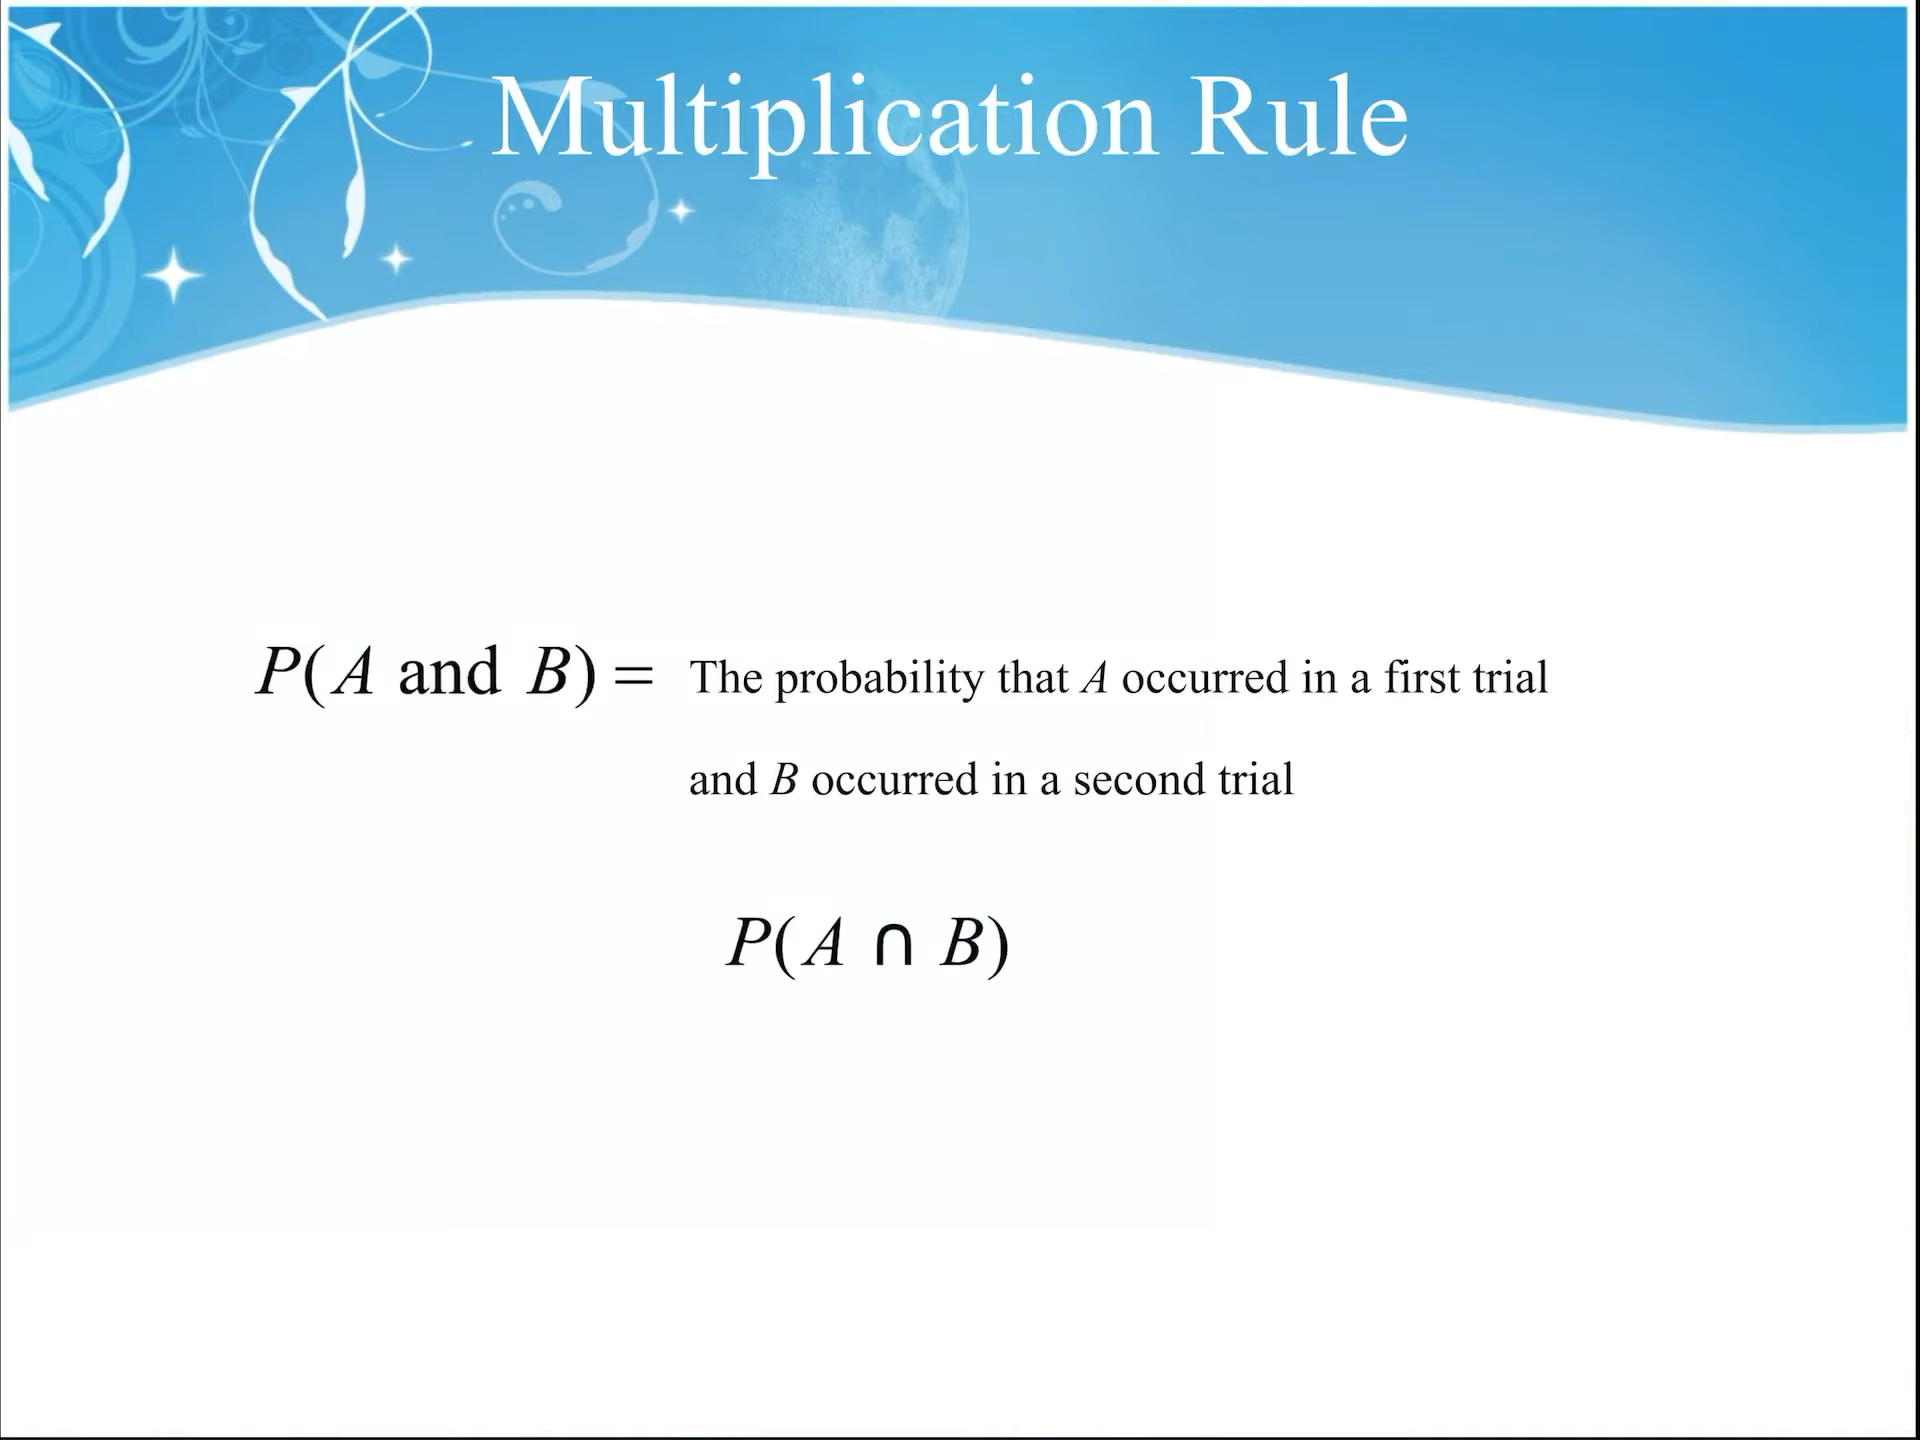 Multiplication Rule
P(A and B) = The probability that A occurred in a first trial
and B occurred in a second trial
P(A ∩ B)